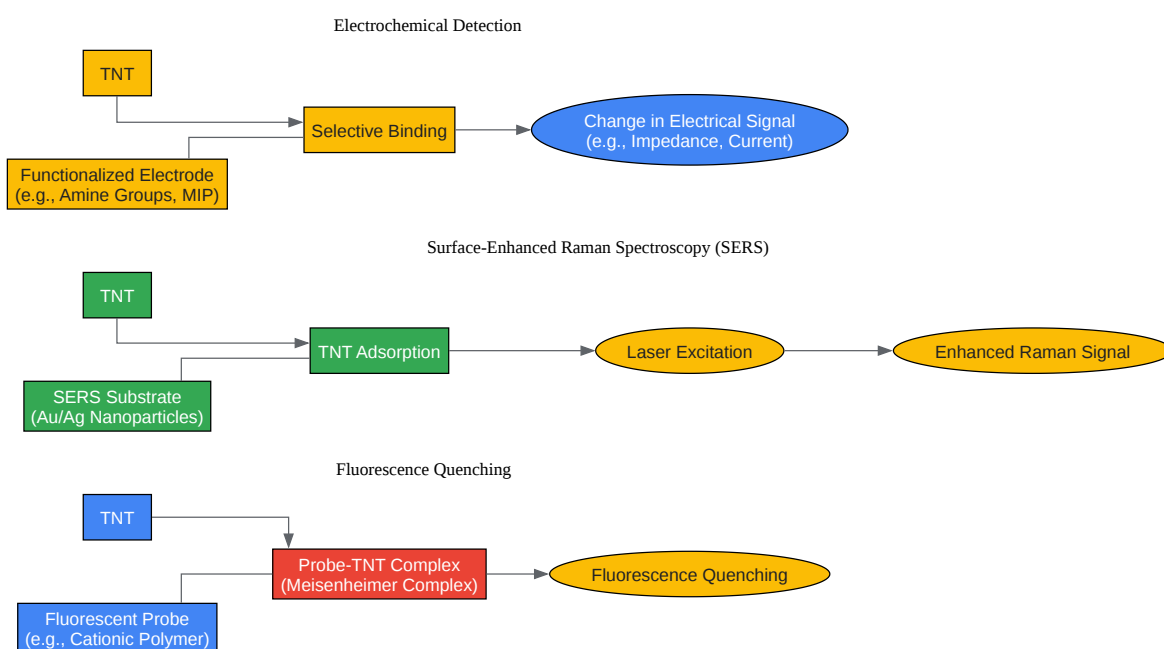 Electrochemical Detection
TNT
Selective Binding
Change in Electrical Signal
(e.g., Impedance, Current)
Functionalized Electrode
(e.g., Amine Groups, MIP)
Surface-Enhanced Raman Spectroscopy (SERS)
TNT
TNT Adsorption
Laser Excitation
Enhanced Raman Signal
SERS Substrate
(Au/Ag Nanoparticles)
Fluorescence Quenching
TNT
Probe-TNT Complex
(Meisenheimer Complex)
Fluorescence Quenching
Fluorescent Probe
(e.g., Cationic Polymer)